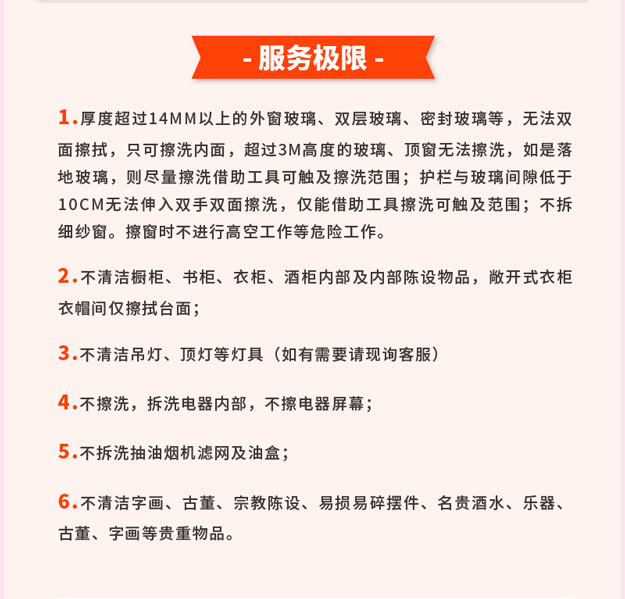 - 服务极限 -
1.厚度超过14MM以上的外窗玻璃、双层玻璃、密封玻璃等，无法双
面擦拭，只可擦洗内面，超过3M高度的玻璃、顶窗无法擦洗，如是落
地玻璃，则尽量擦洗借助工具可触及擦洗范围；护栏与玻璃间隙低于
10CM无法伸入双手双面擦洗，仅能借助工具擦洗可触及范围；不拆
细纱窗。擦窗时不进行高空工作等危险工作。
2.不清洁橱柜、书柜、衣柜、酒柜内部及内部陈设物品，敞开式衣柜
衣帽间仅擦拭台面；
3.不清洁吊灯、顶灯等灯具（如有需要请现询客服）
4.不擦洗，拆洗电器内部，不擦电器屏幕；
5.不拆洗抽油烟机滤网及油盒；
6.不清洁字画、古董、宗教陈设、易损易碎摆件、名贵酒水、乐器、
古董、字画等贵重物品。